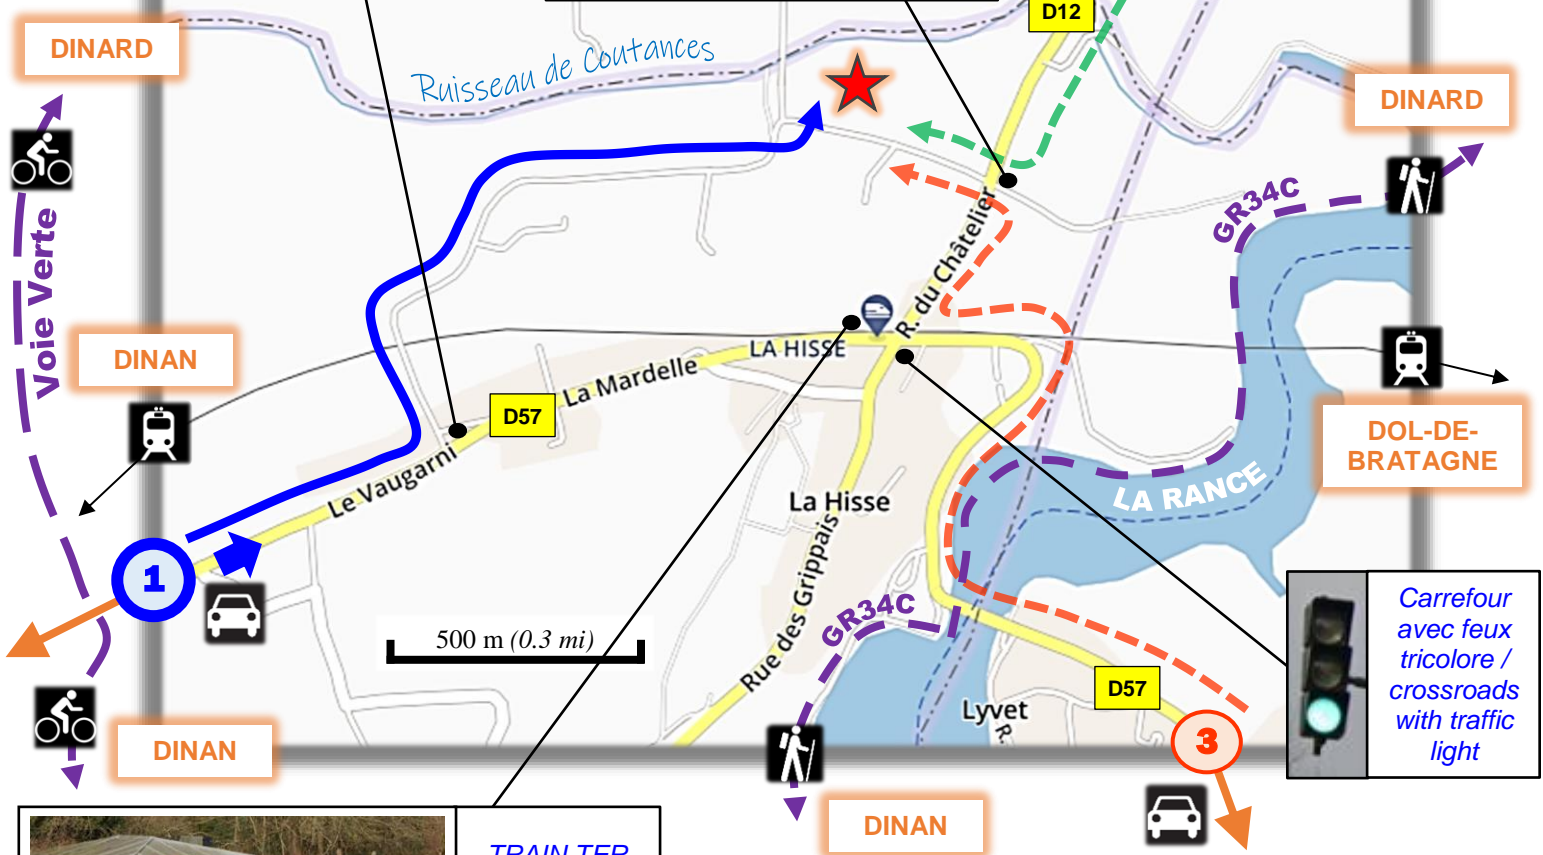 D12
DINARD
Ruisseau de Coutances
DINARD
GR34C
Voie Verte
R. du Châtelier
DINAN
LA HISSE
La Mardelle
D57
DOL-DE-
BRATAGNE
Le Vaugarni
LA RANCE
La Hisse
1
GR34C
500 m (0.3 mi)
Rue des Grippais
Carrefour
avec feux
tricolore /
crossroads
with traffic
light
D57
Lyvet
R.
3
DINAN
DINAN
TRAIN TER